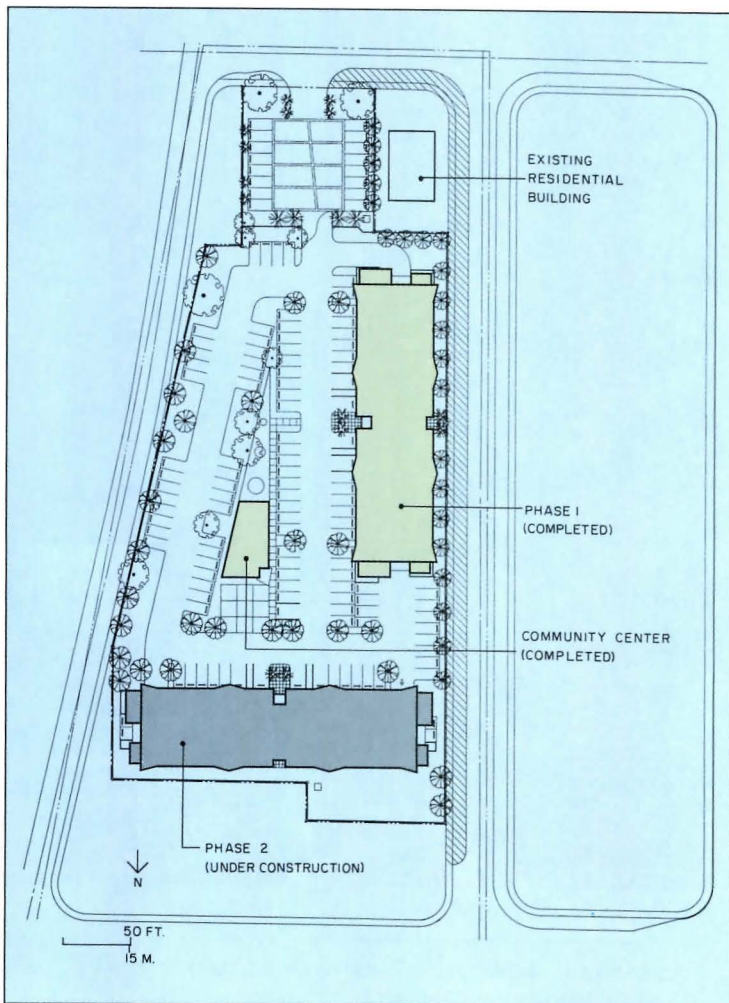 EXISTING
RESIDENTIAL
BUILDING
PHASE 1
(COMPLETED)
COMMUNITY CENTER
(COMPLETED)
PHASE 2
(UNDER CONSTRUCTION)
N
50 FT.
15 M.